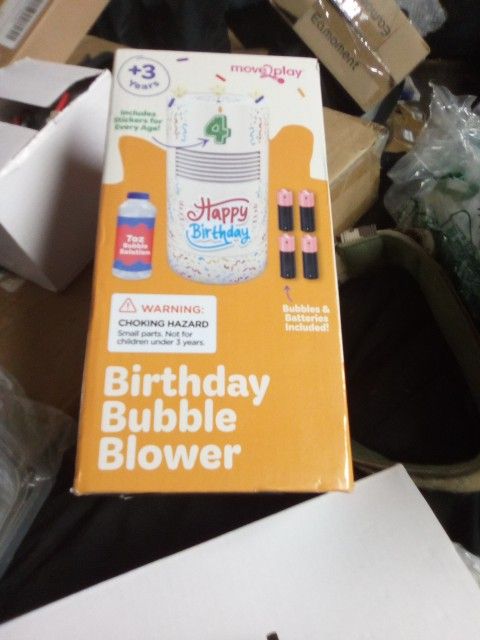 +3
Years
move2play
Includes
Stickers for
Every Age!
4
Happy
Birthday
7oz
Bubble
Solution
Bubbles &
Batteries
Included!
WARNING:
CHOKING HAZARD
Small parts. Not for
children under 3 years.
Birthday
Bubble
Blower